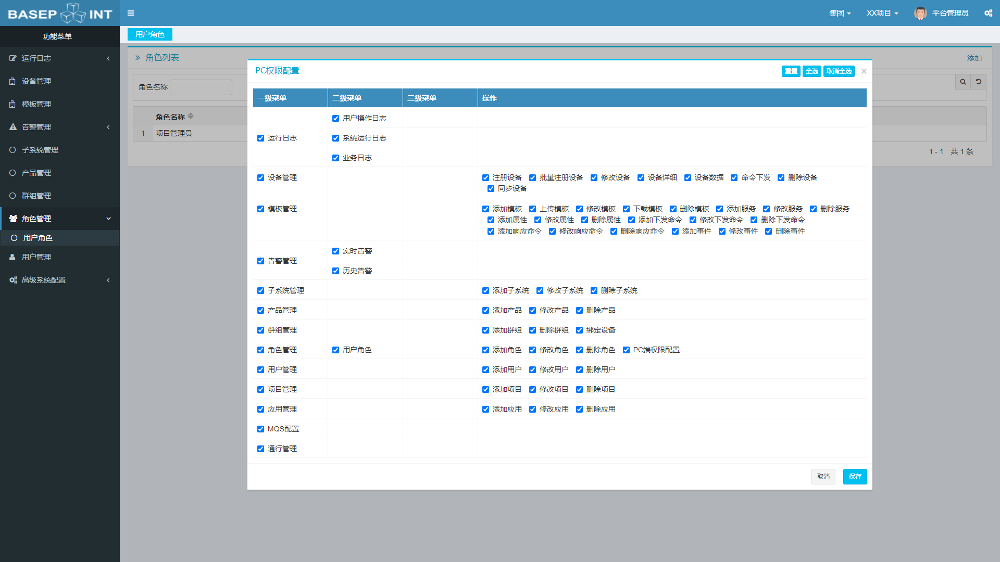 BASEPOINT
集团
XX项目
平台管理员
功能菜单
用户角色
运行日志
设备管理
模板管理
告警管理
子系统管理
产品管理
群组管理
角色管理
用户角色
用户管理
高级系统配置
角色列表
添加
角色名称
角色名称
1 项目管理员
1 - 1 共 1 条
PC权限配置
重置 全选 取消全选 ×
一级菜单 二级菜单 三级菜单 操作
运行日志
用户操作日志
系统运行日志
业务日志
设备管理 注册设备 批量注册设备 修改设备 设备详细 设备数据 命令下发 删除设备
同步设备
模板管理 添加模板 上传模板 修改模板 下载模板 删除模板 添加服务 修改服务 删除服务
添加属性 修改属性 删除属性 添加下发命令 修改下发命令 删除下发命令
添加响应命令 修改响应命令 删除响应命令 添加事件 修改事件 删除事件
告警管理
实时告警
历史告警
子系统管理 添加子系统 修改子系统 删除子系统
产品管理 添加产品 修改产品 删除产品
群组管理 添加群组 删除群组 绑定设备
角色管理 用户角色 添加角色 修改角色 删除角色 PC端权限配置
用户管理 添加用户 修改用户 删除用户
项目管理 添加项目 修改项目 删除项目
应用管理 添加应用 修改应用 删除应用
MQS配置
通行管理
取消 保存